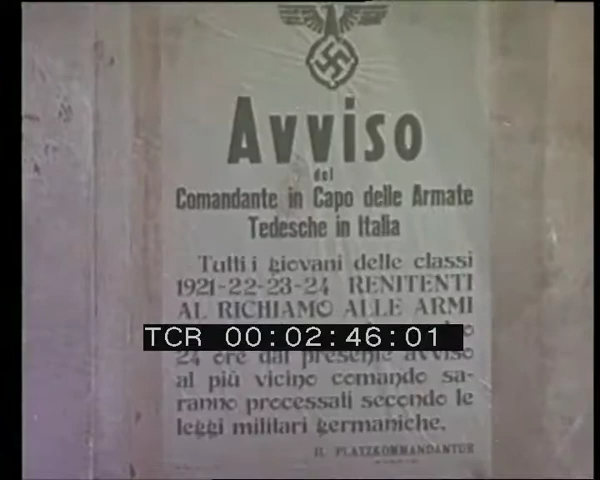 Avviso
del
Comandante in Capo delle Armate
Tedesche in Italia
Tutti i giovani delle classi
1921-22-23-24 RENITENTI
AL RICHIAMO ALLE ARMI
TCR 00:02:46:01
24 ore dal presente avviso
al più vicino comando sa-
ranno processati secondo le
leggi militari germaniche.
IL PLATZKOMMANDANTUR